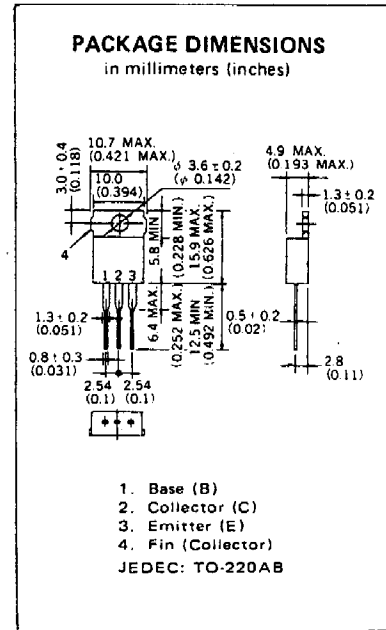 PACKAGE DIMENSIONS
in millimeters (inches)
10.7 MAX.
(0.421 MAX.)
10.0
(0.394)
3.0 ± 0.4
(0.118)
φ 3.6 ± 0.2
(φ 0.142)
4
1 2 3
5.8 MIN
(0.228 MIN.)
15.9 MAX.
(0.626 MAX.)
6.4 MAX.
(0.252 MAX.)
12.5 MIN
(0.492 MIN.)
1.3 ± 0.2
(0.051)
0.8 ± 0.3
(0.031)
2.54
(0.1)
2.54
(0.1)
4.9 MAX.
(0.193 MAX.)
1.3 ± 0.2
(0.051)
0.5 ± 0.2
(0.02)
2.8
(0.11)
1. Base (B)
2. Collector (C)
3. Emitter (E)
4. Fin (Collector)
JEDEC: TO-220AB